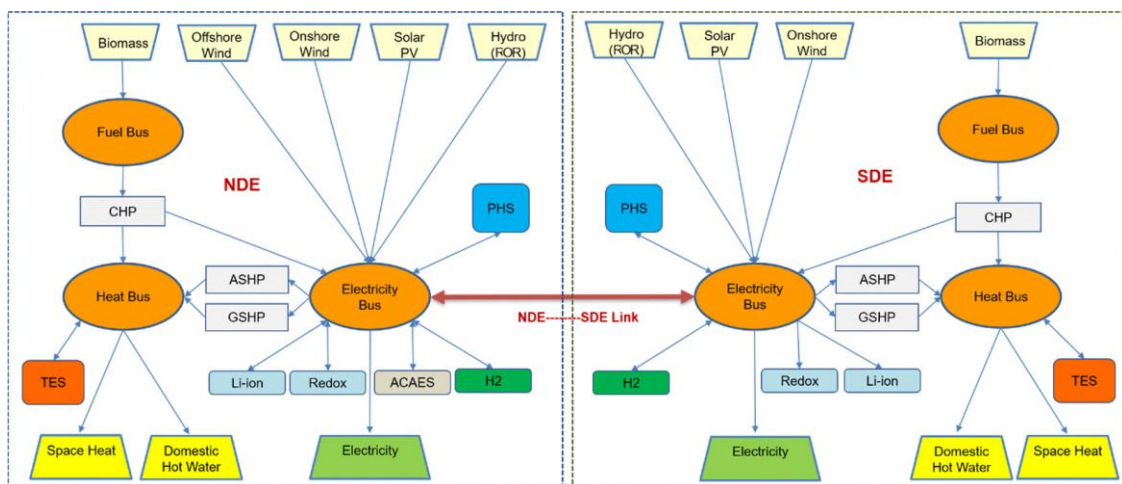 Biomass
Offshore
Wind
Onshore
Wind
Solar
PV
Hydro
(ROR)
Fuel Bus
NDE
CHP
PHS
Heat Bus
ASHP
GSHP
Electricity
Bus
TES
Li-ion
Redox
ACAES
H2
Space Heat
Domestic
Hot Water
Electricity
NDE-------SDE Link
Hydro
(ROR)
Solar
PV
Onshore
Wind
Biomass
Fuel Bus
SDE
PHS
CHP
Electricity
Bus
ASHP
GSHP
Heat Bus
H2
Redox
Li-ion
TES
Electricity
Domestic
Hot Water
Space Heat